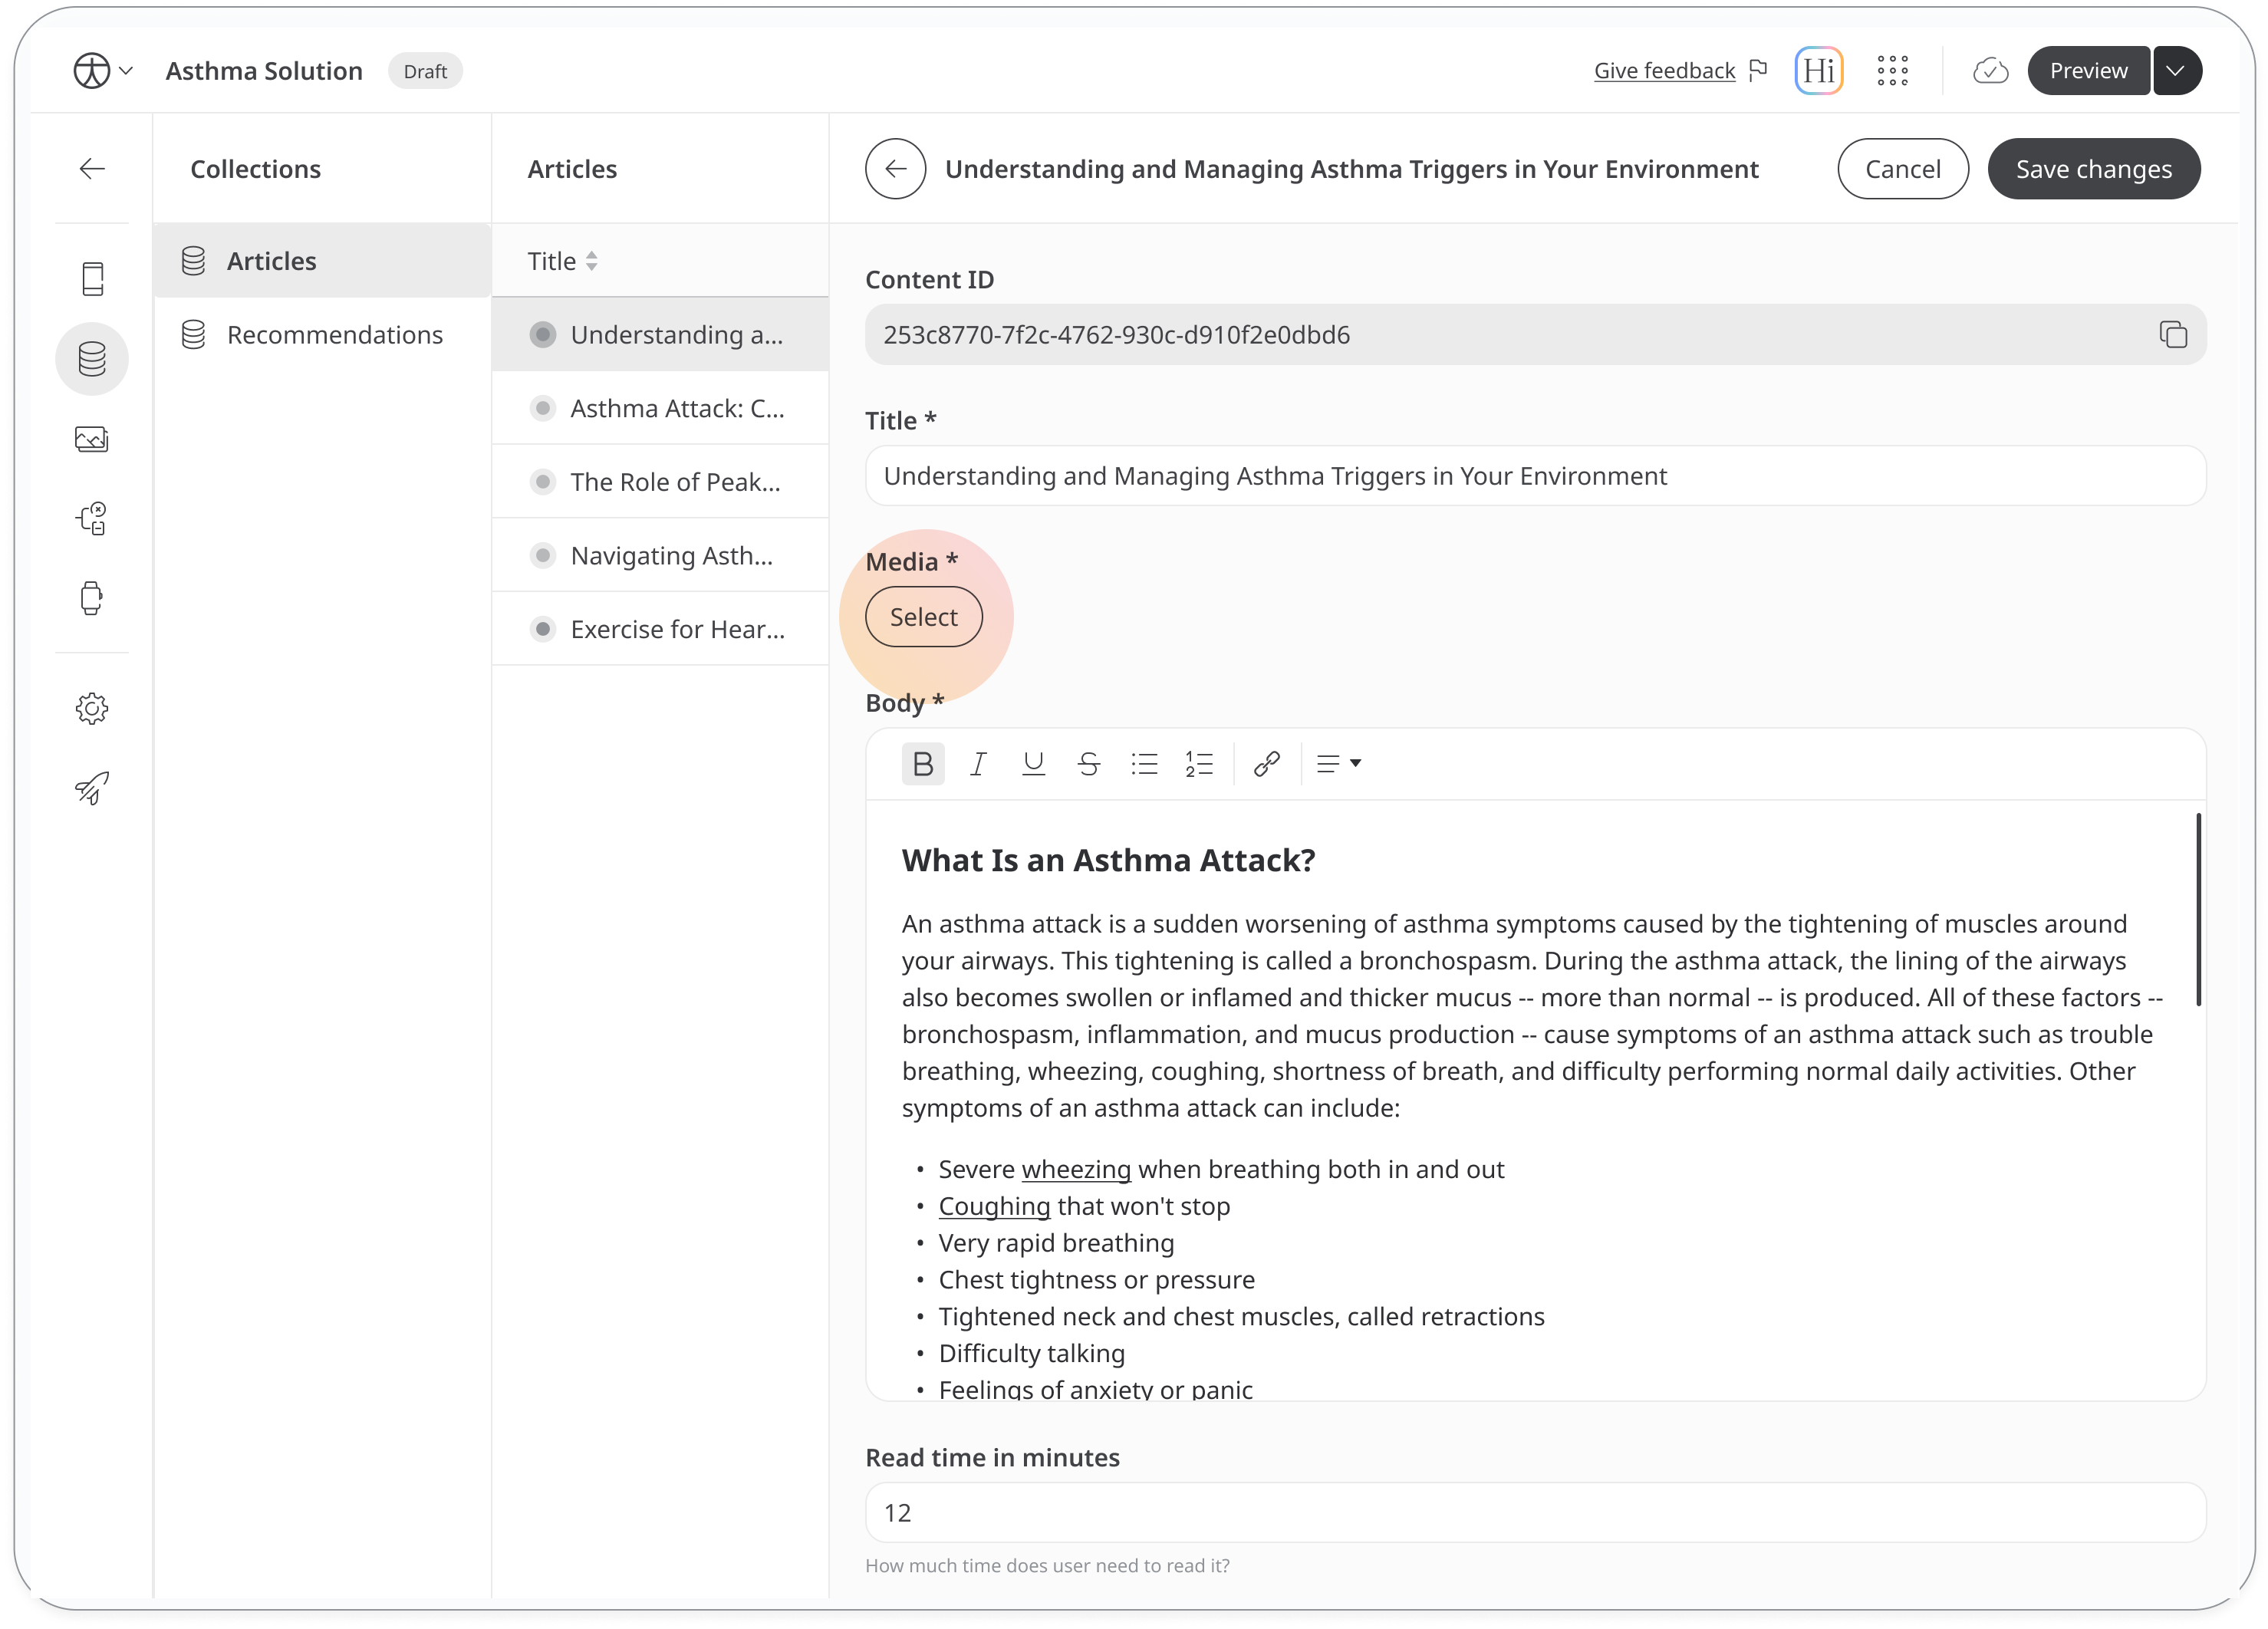 Asthma Solution
Draft
Give feedback
Hi
Preview
Collections
Articles
Understanding and Managing Asthma Triggers in Your Environment
Cancel
Save changes
Articles
Recommendations
Title
Understanding a...
Asthma Attack: C...
The Role of Peak...
Navigating Asth...
Exercise for Hear...
Content ID
253c8770-7f2c-4762-930c-d910f2e0dbd6
Title *
Understanding and Managing Asthma Triggers in Your Environment
Media *
Select
Body *
B I U S
What Is an Asthma Attack?
An asthma attack is a sudden worsening of asthma symptoms caused by the tightening of muscles around
your airways. This tightening is called a bronchospasm. During the asthma attack, the lining of the airways
also becomes swollen or inflamed and thicker mucus -- more than normal -- is produced. All of these factors --
bronchospasm, inflammation, and mucus production -- cause symptoms of an asthma attack such as trouble
breathing, wheezing, coughing, shortness of breath, and difficulty performing normal daily activities. Other
symptoms of an asthma attack can include:
• Severe wheezing when breathing both in and out
• Coughing that won't stop
• Very rapid breathing
• Chest tightness or pressure
• Tightened neck and chest muscles, called retractions
• Difficulty talking
• Feelings of anxiety or panic
Read time in minutes
12
How much time does user need to read it?